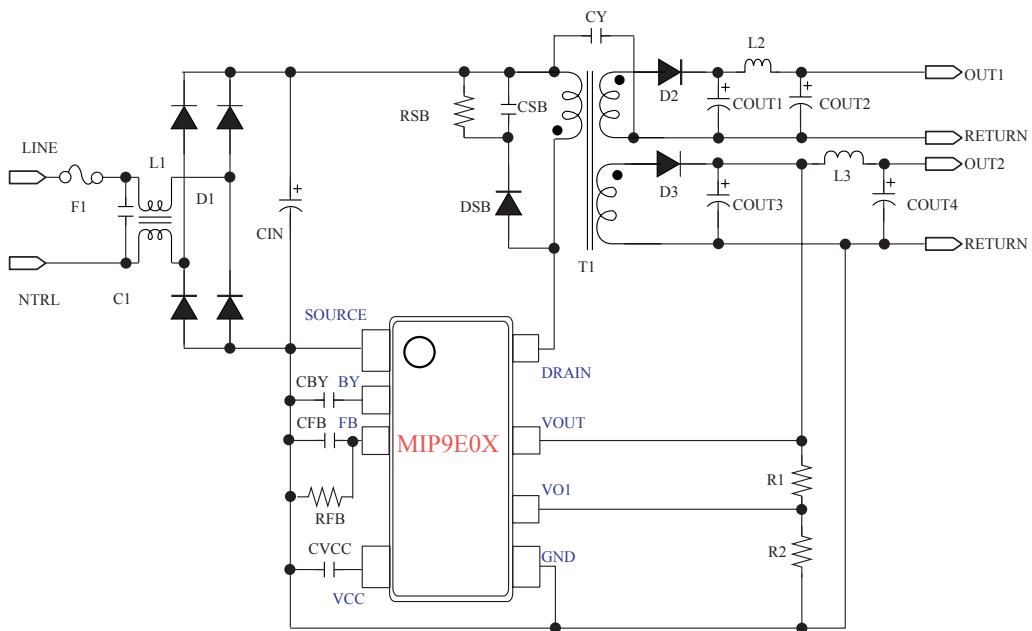 CY
L2
OUT1
D2
COUT1
COUT2
CSB
RSB
RETURN
LINE
L1
OUT2
L3
D3
F1
D1
DSB
COUT3
COUT4
CIN
RETURN
T1
NTRL
C1
SOURCE
DRAIN
CBY
BY
CFB
FB
VOUT
MIP9E0X
R1
VO1
RFB
R2
CVCC
GND
VCC